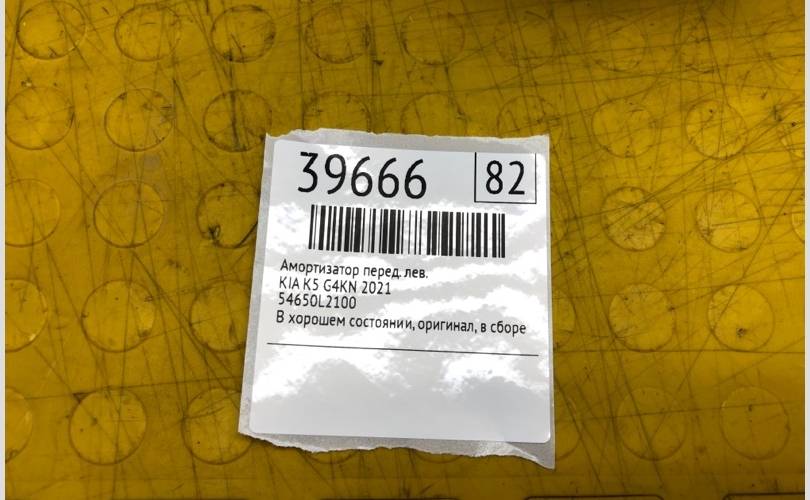 39666 82
Амортизатор перед. лев.
KIA K5 G4KN 2021
54650L2100
В хорошем состоянии, оригинал, в сборе